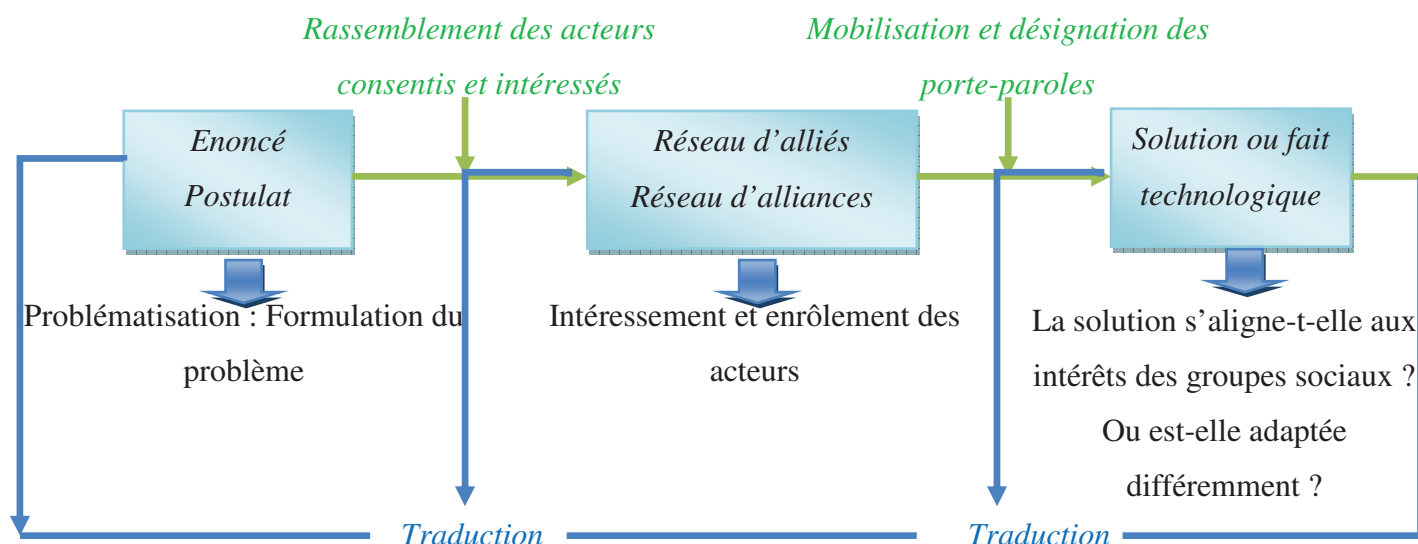 Rassemblement des acteurs
consentis et intéressés
Mobilisation et désignation des
porte-paroles
Enoncé
Postulat
Réseau d'alliés
Réseau d'alliances
Solution ou fait
technologique
Problématisation : Formulation du
problème
Intéressement et enrôlement des
acteurs
La solution s'aligne-t-elle aux
intérêts des groupes sociaux ?
Ou est-elle adaptée
différemment ?
Traduction
Traduction